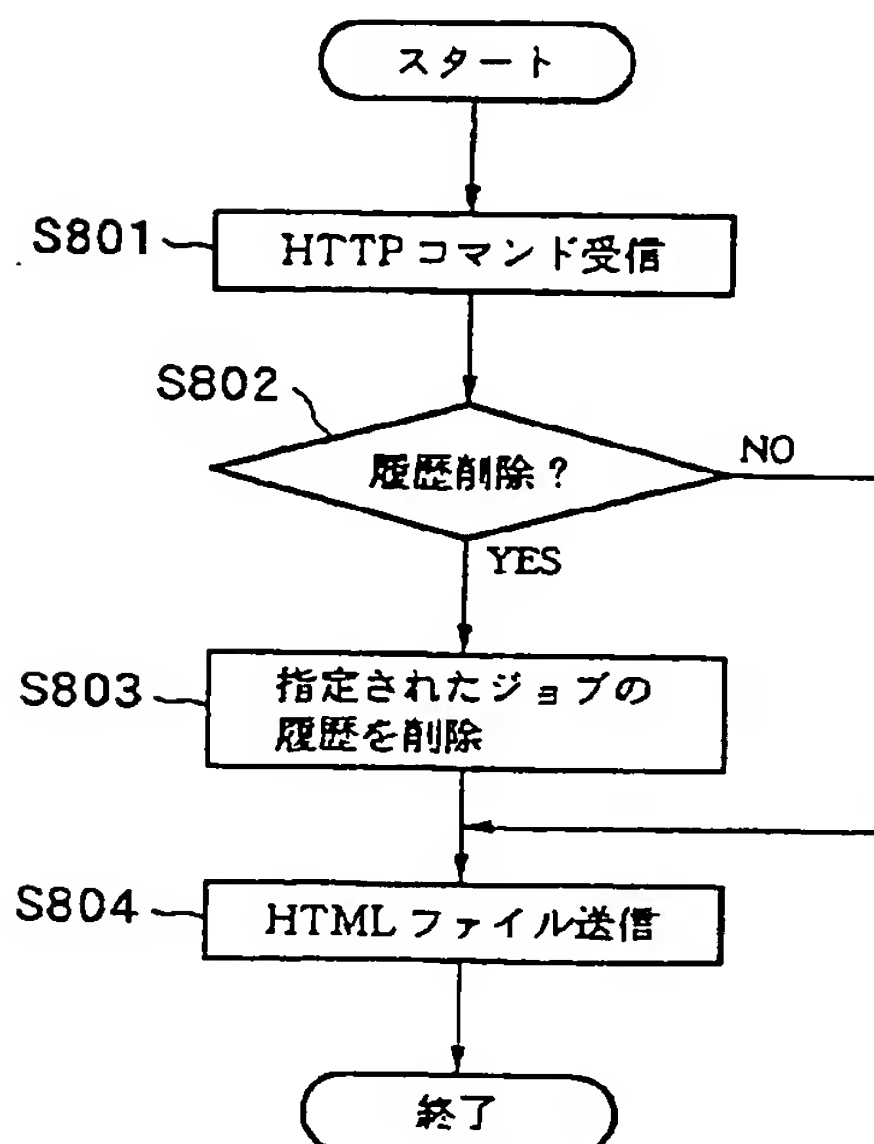 スタート
S801
HTTPコマンド受信
S802
履歴削除?
NO
YES
S803
指定されたジョブの
履歴を削除
S804
HTMLファイル送信
終了